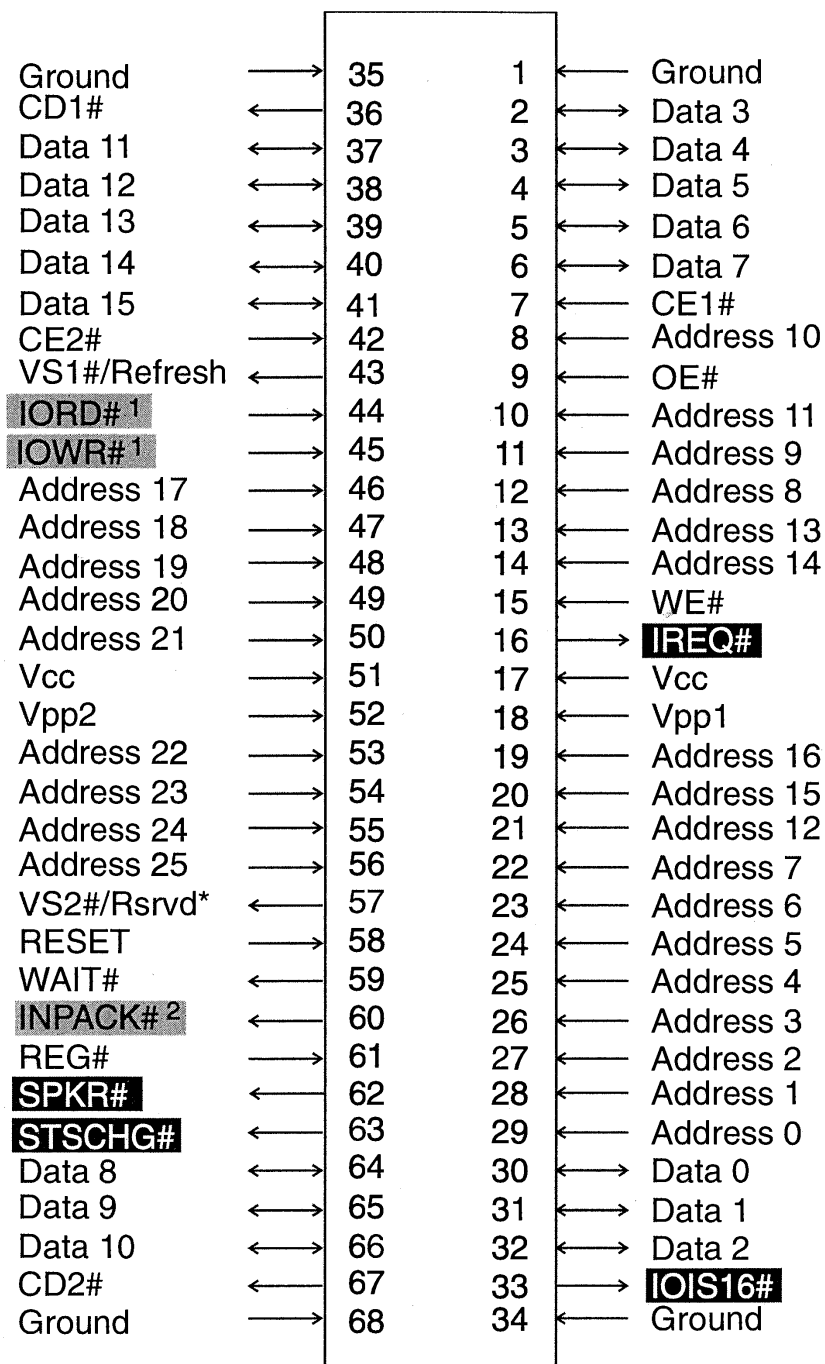 Ground 35 1 Ground
CD1# 36 2 Data 3
Data 11 37 3 Data 4
Data 12 38 4 Data 5
Data 13 39 5 Data 6
Data 14 40 6 Data 7
Data 15 41 7 CE1#
CE2# 42 8 Address 10
VS1#/Refresh 43 9 OE#
IORD# 1 44 10 Address 11
IOWR# 1 45 11 Address 9
Address 17 46 12 Address 8
Address 18 47 13 Address 13
Address 19 48 14 Address 14
Address 20 49 15 WE#
Address 21 50 16 IREQ#
Vcc 51 17 Vcc
Vpp2 52 18 Vpp1
Address 22 53 19 Address 16
Address 23 54 20 Address 15
Address 24 55 21 Address 12
Address 25 56 22 Address 7
VS2#/Rsrvd* 57 23 Address 6
RESET 58 24 Address 5
WAIT# 59 25 Address 4
INPACK# 2 60 26 Address 3
REG# 61 27 Address 2
SPKR# 62 28 Address 1
STSCHG# 63 29 Address 0
Data 8 64 30 Data 0
Data 9 65 31 Data 1
Data 10 66 32 Data 2
CD2# 67 33 IOIS16#
Ground 68 34 Ground